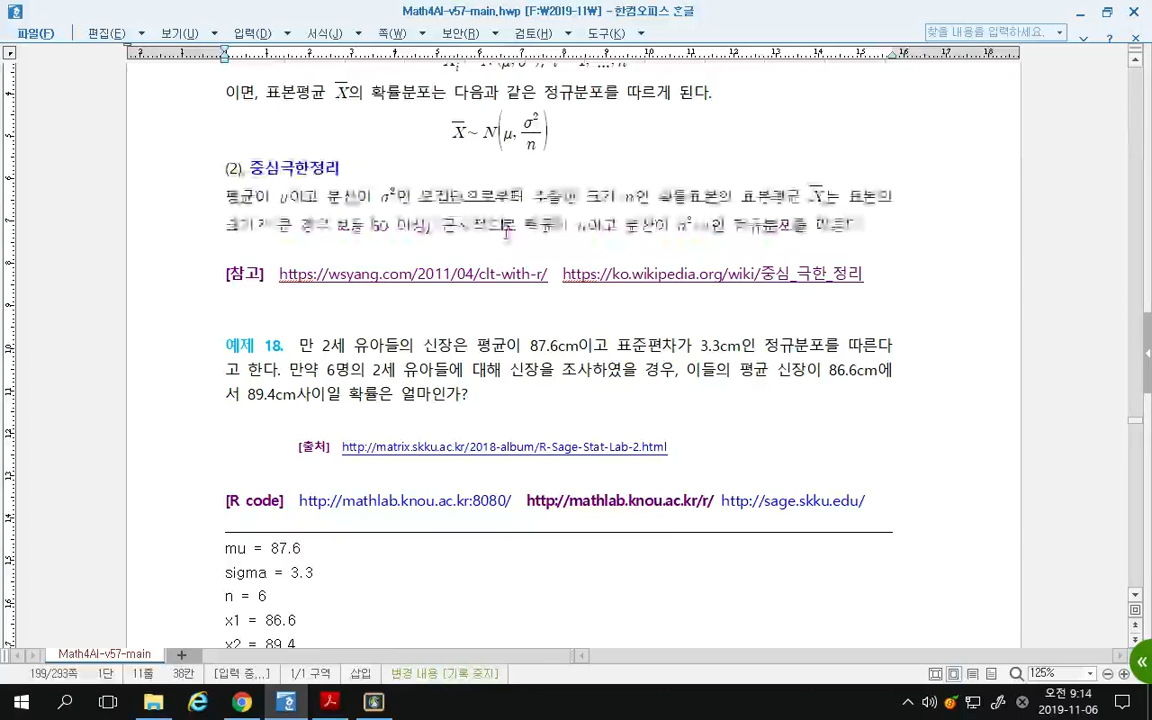 Math4AI-v57-main.hwp [F:₩2019-11₩] - 한컴오피스 한글
파일(F) 편집(E) 보기(U) 입력(D) 서식(J) 쪽(W) 보안(R) 검토(H) 도구(K) 찾을 내용을 입력하세요.
이면, 표본평균 X̄의 확률분포는 다음과 같은 정규분포를 따르게 된다.
X̄ ~ N(μ, σ²/n)
(2) 중심극한정리
[참고] https://wsyang.com/2011/04/clt-with-r/ https://ko.wikipedia.org/wiki/중심_극한_정리
예제 18. 만 2세 유아들의 신장은 평균이 87.6cm이고 표준편차가 3.3cm인 정규분포를 따른다
고 한다. 만약 6명의 2세 유아들에 대해 신장을 조사하였을 경우, 이들의 평균 신장이 86.6cm에
서 89.4cm사이일 확률은 얼마인가?
[출처] http://matrix.skku.ac.kr/2018-album/R-Sage-Stat-Lab-2.html
[R code] http://mathlab.knou.ac.kr:8080/ http://mathlab.knou.ac.kr/r/ http://sage.skku.edu/
mu = 87.6
sigma = 3.3
n = 6
x1 = 86.6
x2 = 89.4
Math4AI-v57-main
199/293쪽 1단 11줄 38칸 [입력 중...] 1/1 구역 삽입 변경 내용 [기록 중지] 125%
오전 9:14
2019-11-06